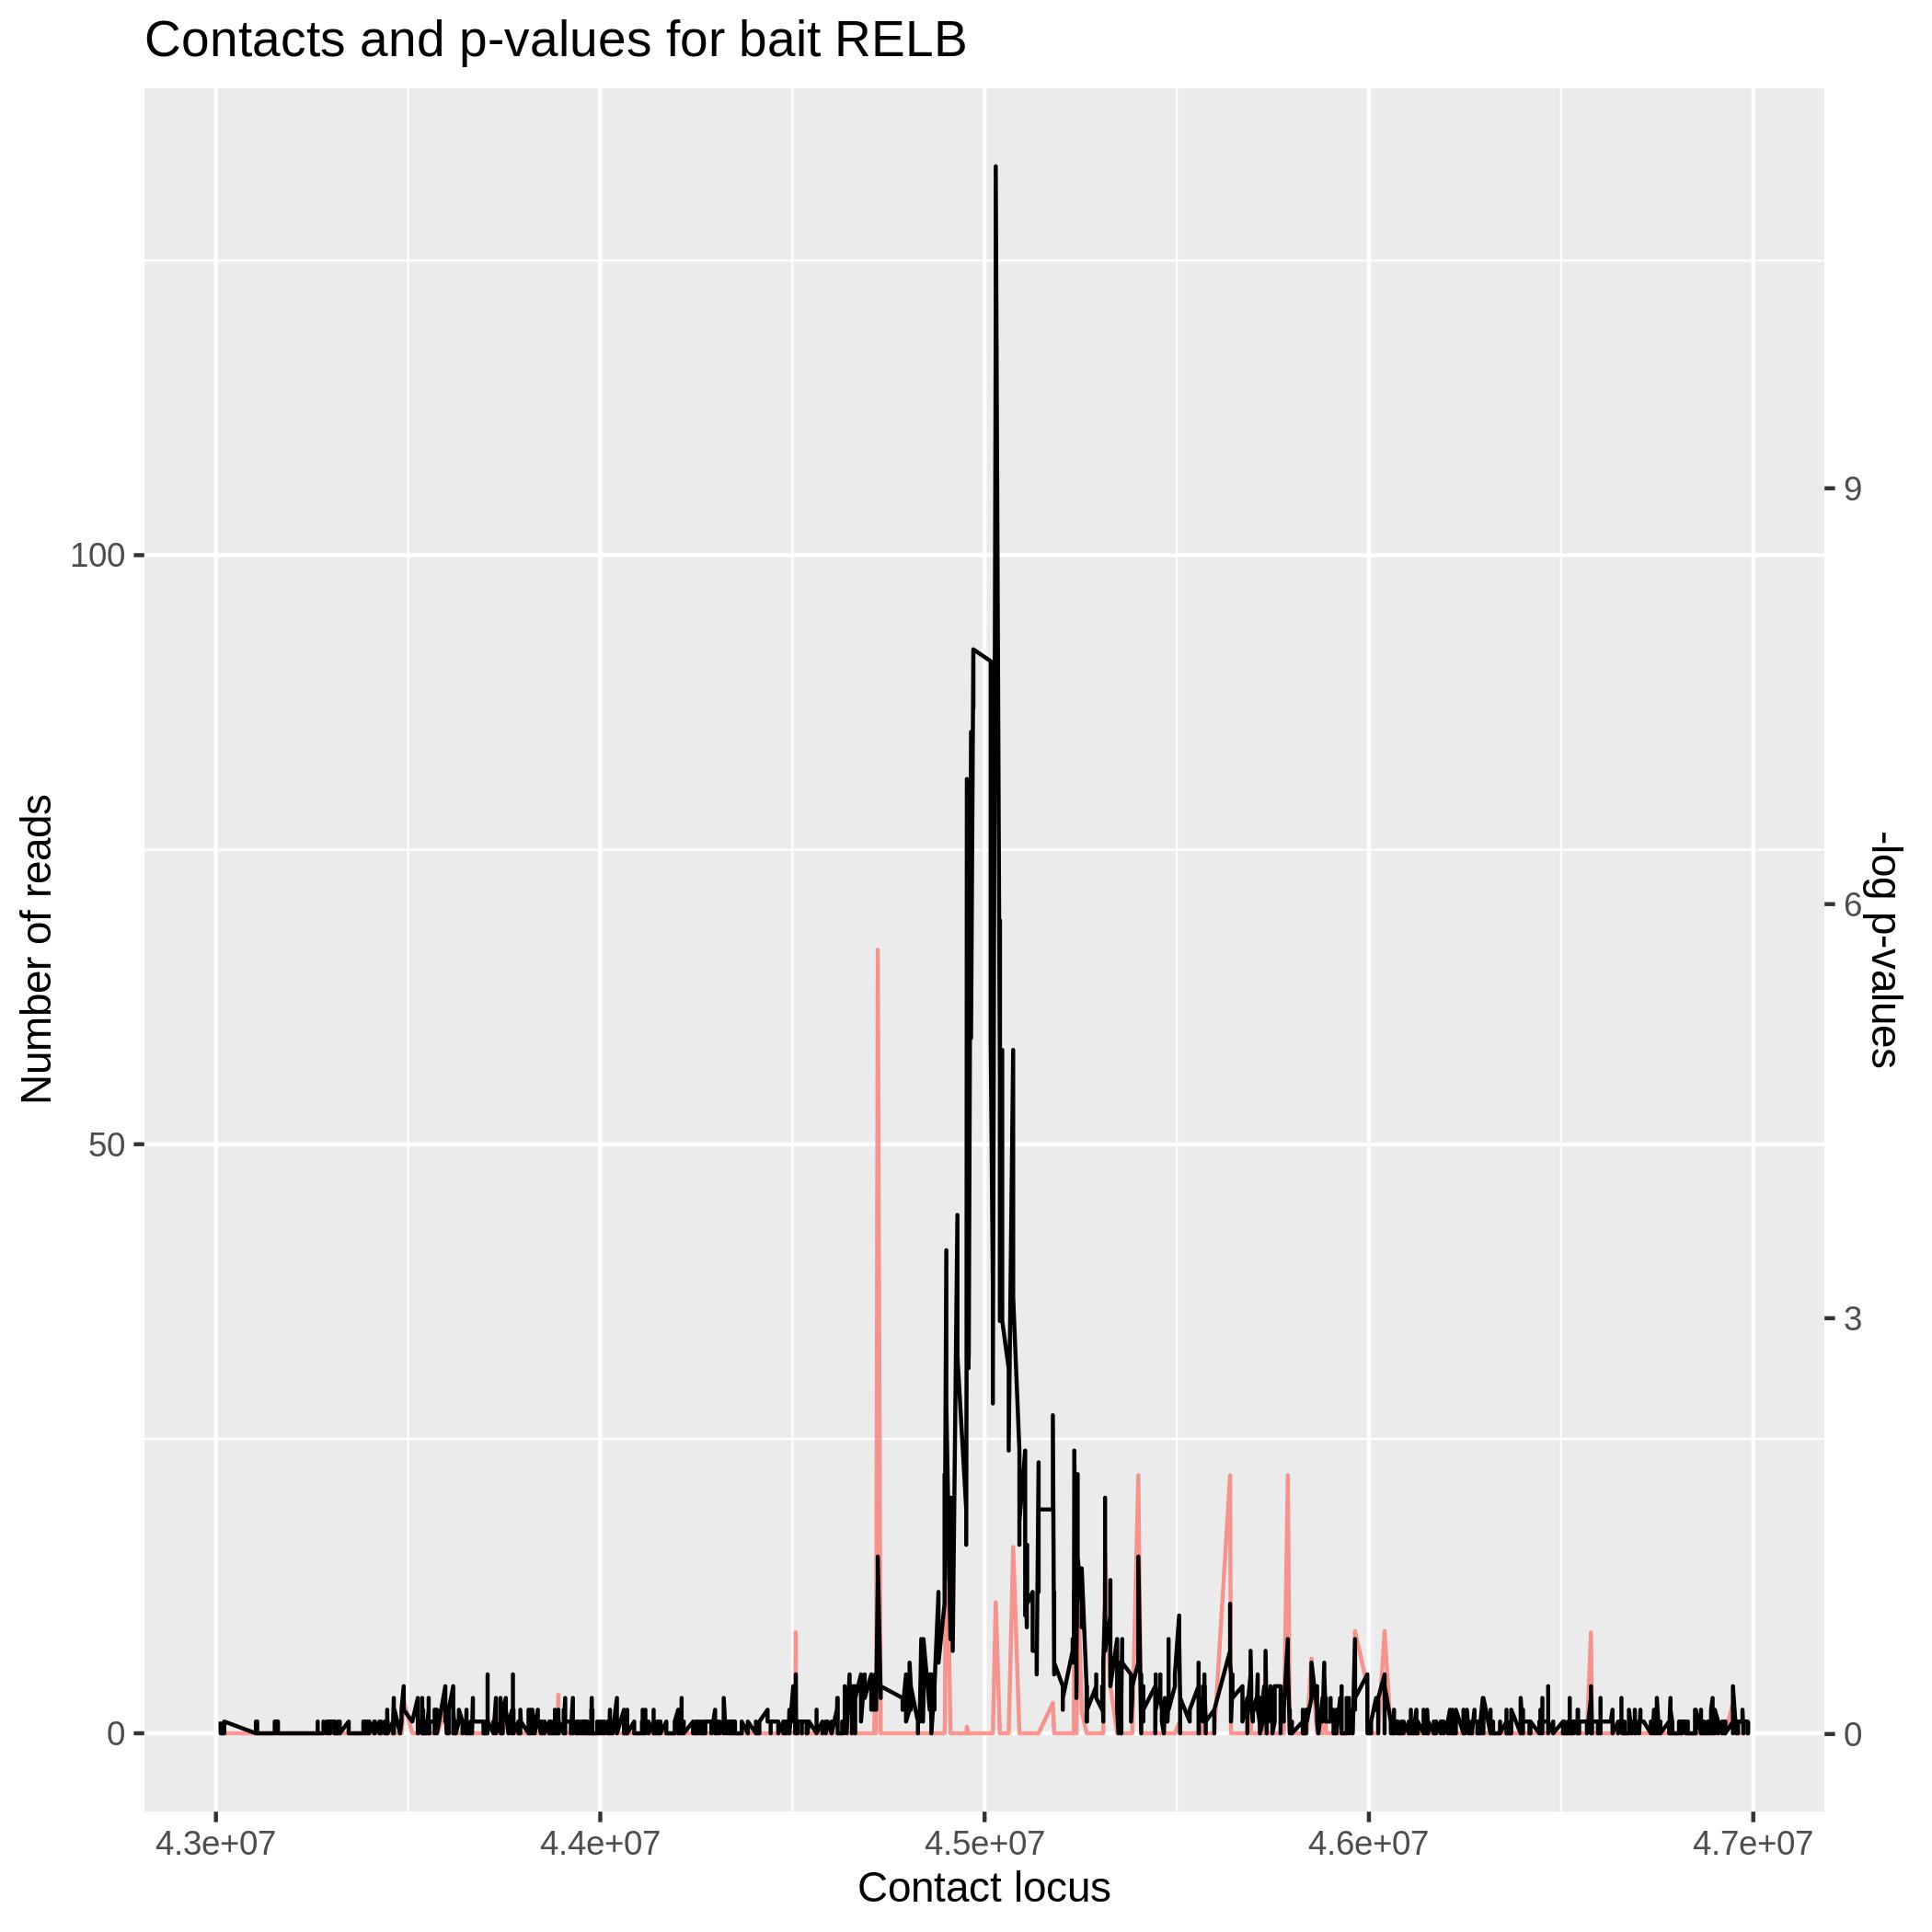 Contacts and p-values for bait RELB
Number of reads
100
50
0
9
6
3
0
-log p-values
4.3e+07 4.4e+07 4.5e+07 4.6e+07 4.7e+07
Contact locus